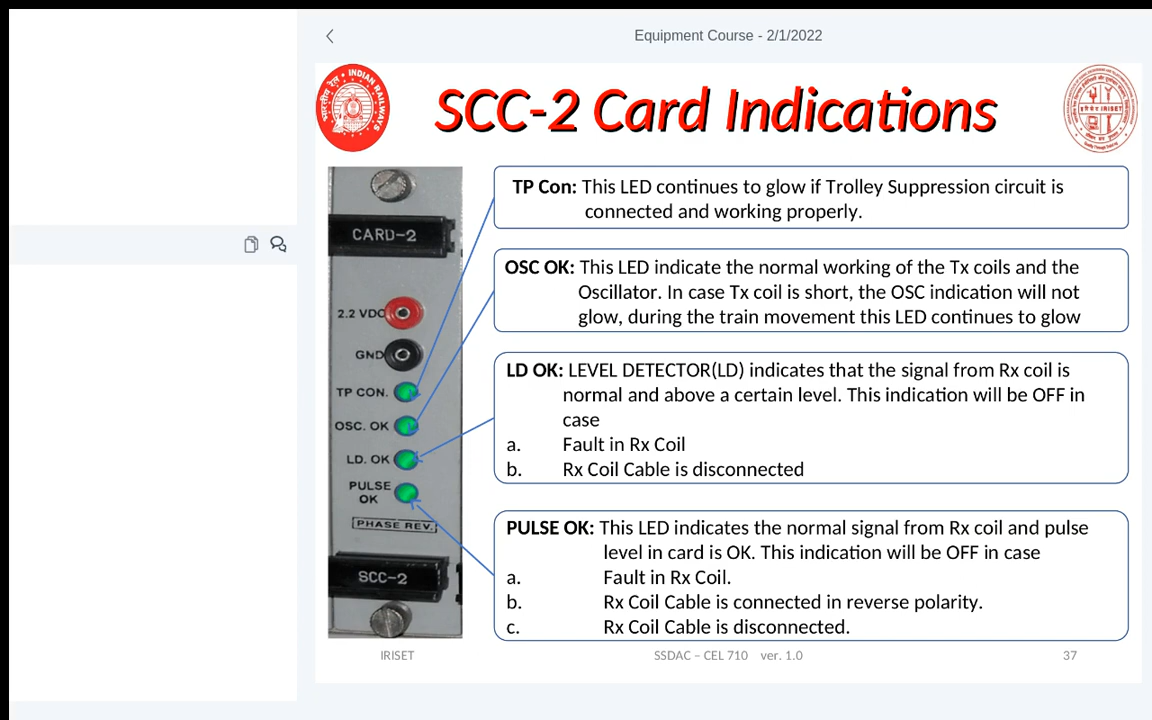 Equipment Course - 2/1/2022
भारतीय रेल INDIAN RAILWAYS
SCC-2 Card Indications
इरिसेट IRISET
CARD-2
2.2 VDC
GND
TP CON.
OSC. OK
LD. OK
PULSE
OK
PHASE REV.
SCC-2
TP Con: This LED continues to glow if Trolley Suppression circuit is
connected and working properly.
OSC OK: This LED indicate the normal working of the Tx coils and the
Oscillator. In case Tx coil is short, the OSC indication will not
glow, during the train movement this LED continues to glow
LD OK: LEVEL DETECTOR(LD) indicates that the signal from Rx coil is
normal and above a certain level. This indication will be OFF in
case
a. Fault in Rx Coil
b. Rx Coil Cable is disconnected
PULSE OK: This LED indicates the normal signal from Rx coil and pulse
level in card is OK. This indication will be OFF in case
a. Fault in Rx Coil.
b. Rx Coil Cable is connected in reverse polarity.
c. Rx Coil Cable is disconnected.
IRISET
SSDAC – CEL 710 ver. 1.0
37